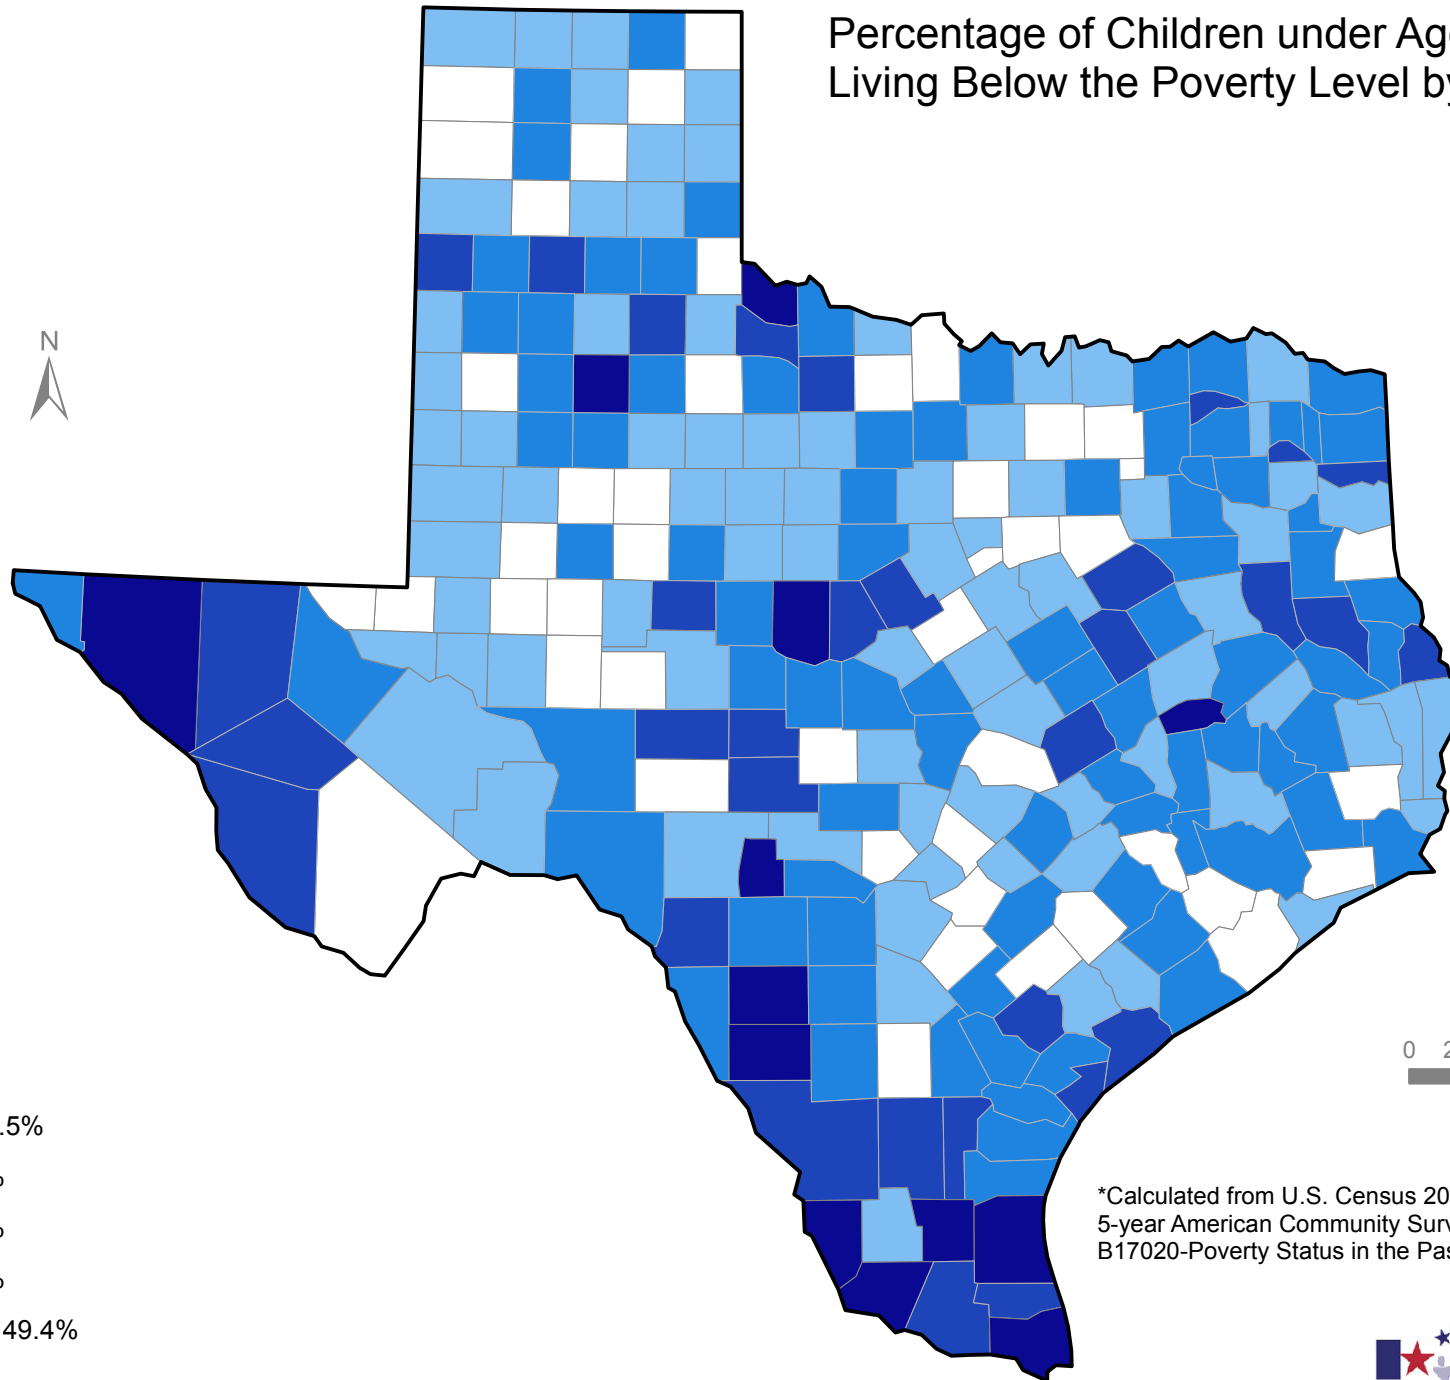 Percentage of Children under Ag
Living Below the Poverty Level by
N
0 2
.5%
%
%
%
49.4%
*Calculated from U.S. Census 20
5-year American Community Surv
B17020-Poverty Status in the Pas